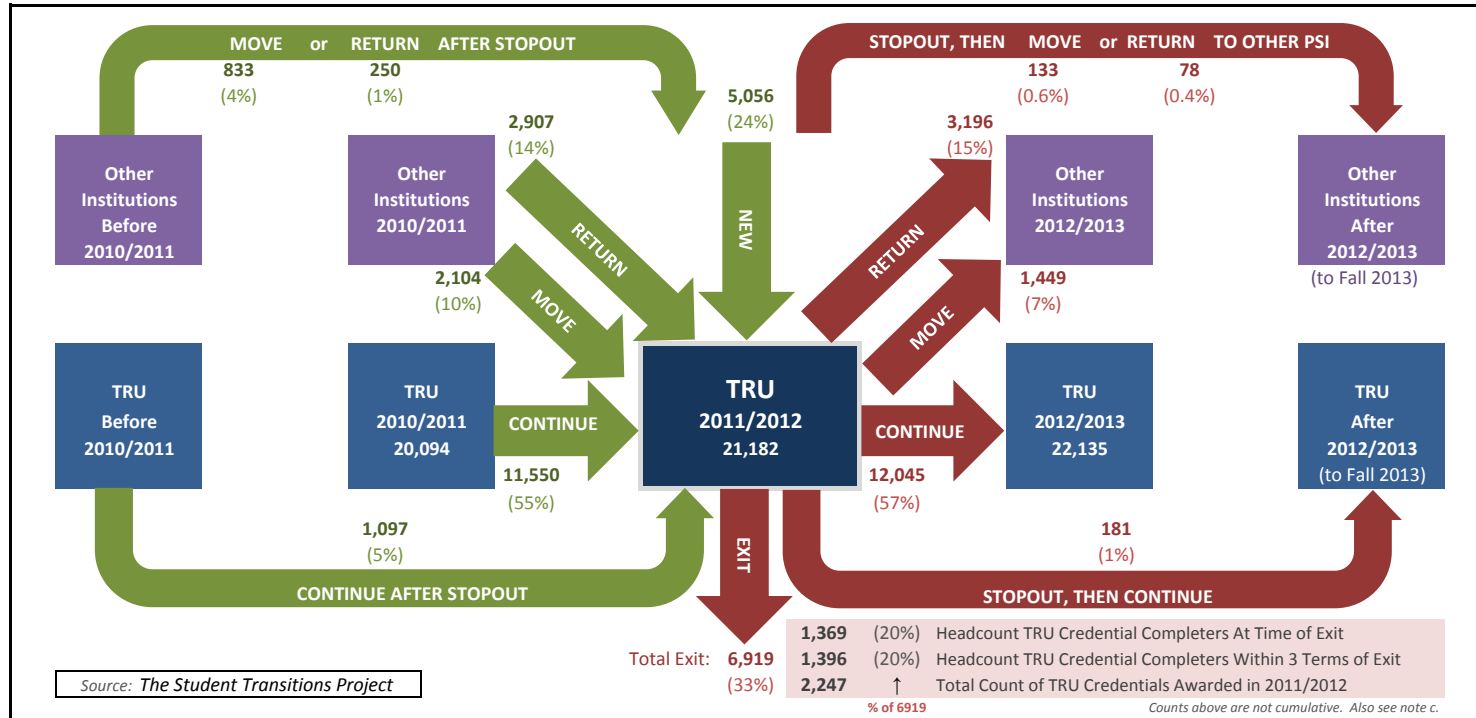 MOVE or RETURN AFTER STOPOUT
833 250
(4%) (1%)
STOPOUT, THEN MOVE or RETURN TO OTHER PSI
133 78
(0.6%) (0.4%)
5,056
(24%)
2,907
(14%)
3,196
(15%)
Other
Institutions
Before
2010/2011
Other
Institutions
2010/2011
RETURN
NEW
RETURN
Other
Institutions
2012/2013
Other
Institutions
After
2012/2013
(to Fall 2013)
2,104
(10%)
MOVE
MOVE
1,449
(7%)
TRU
Before
2010/2011
TRU
2010/2011
20,094
CONTINUE
11,550
(55%)
TRU
2011/2012
21,182
CONTINUE
12,045
(57%)
TRU
2012/2013
22,135
TRU
After
2012/2013
(to Fall 2013)
1,097
(5%)
CONTINUE AFTER STOPOUT
EXIT
181
(1%)
STOPOUT, THEN CONTINUE
Total Exit: 6,919
(33%)
1,369 (20%) Headcount TRU Credential Completers At Time of Exit
1,396 (20%) Headcount TRU Credential Completers Within 3 Terms of Exit
2,247 ↑ Total Count of TRU Credentials Awarded in 2011/2012
% of 6919
Counts above are not cumulative. Also see note c.
Source: The Student Transitions Project